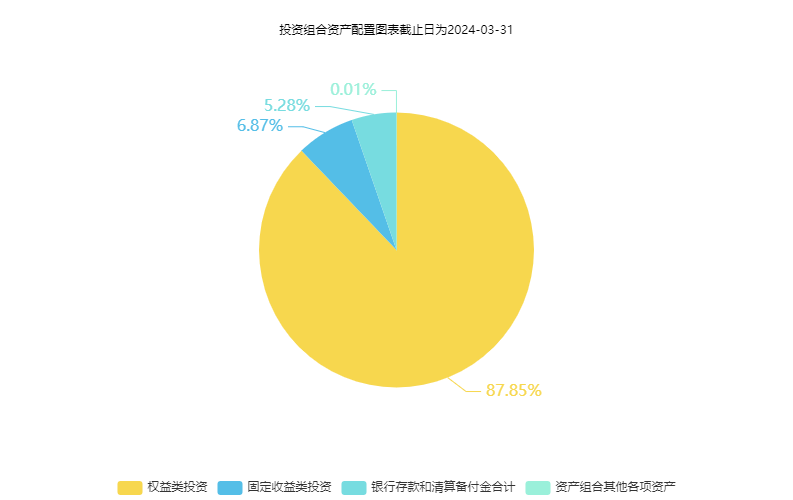 投资组合资产配置图表截止日为2024-03-31
0.01%
5.28%
6.87%
87.85%
权益类投资 固定收益类投资 银行存款和清算备付金合计 资产组合其他各项资产